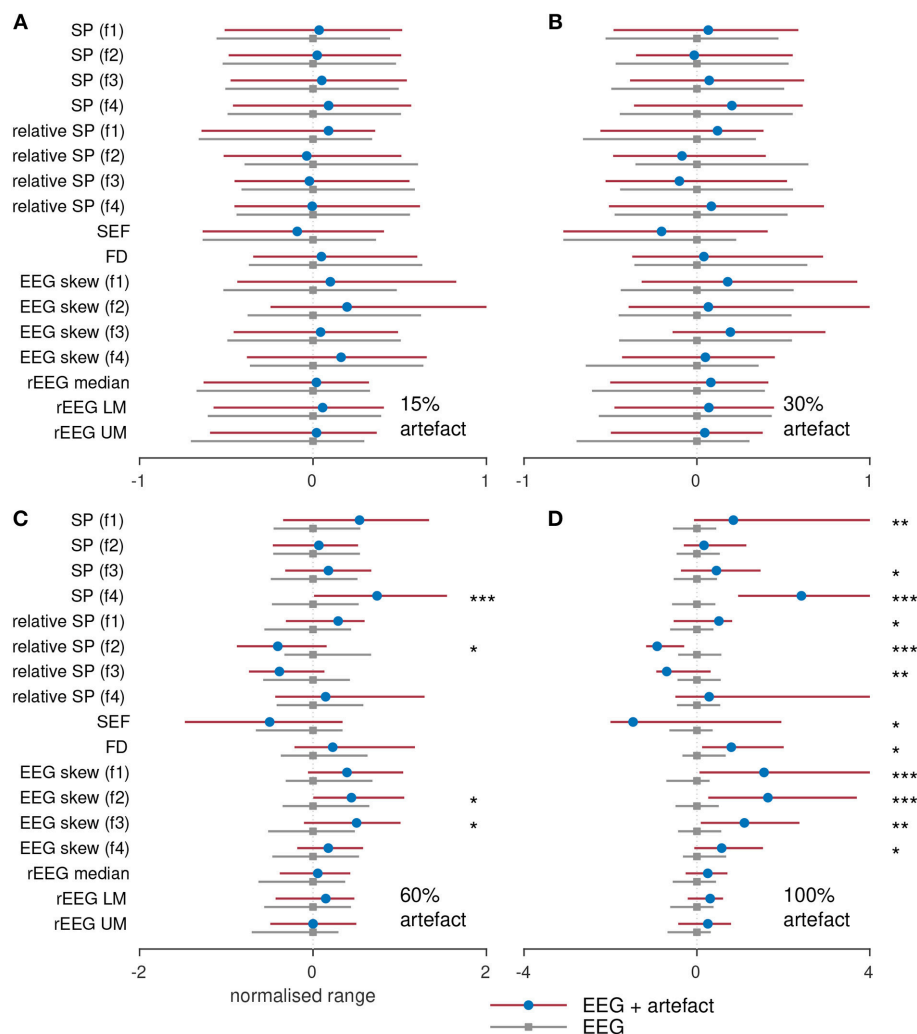 A
B
SP (f1)
SP (f2)
SP (f3)
SP (f4)
relative SP (f1)
relative SP (f2)
relative SP (f3)
relative SP (f4)
SEF
FD
EEG skew (f1)
EEG skew (f2)
EEG skew (f3)
EEG skew (f4)
rEEG median
rEEG LM
rEEG UM
15%
artefact
30%
artefact
-1 0 1
-1 0 1
C
D
SP (f1)
SP (f2)
SP (f3)
SP (f4)
relative SP (f1)
relative SP (f2)
relative SP (f3)
relative SP (f4)
SEF
FD
EEG skew (f1)
EEG skew (f2)
EEG skew (f3)
EEG skew (f4)
rEEG median
rEEG LM
rEEG UM
***
*
*
*
60%
artefact
**
*
***
*
***
**
*
*
***
***
**
*
100%
artefact
-2 0 2
-4 0 4
normalised range
EEG + artefact
EEG